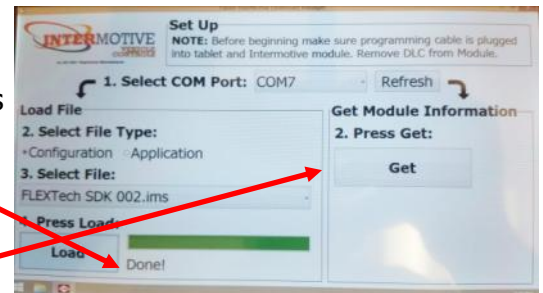 INTERMOTIVE
Set Up
NOTE: Before beginning make sure programming cable is plugged
into tablet and Intermotive module. Remove DLC from Module.
1. Select COM Port: COM7
Refresh
Load File
2. Select File Type:
Configuration Application
3. Select File:
FLEXTech SDK 002.ims
Press Load:
Load
Done!
Get Module Information
2. Press Get:
Get
s